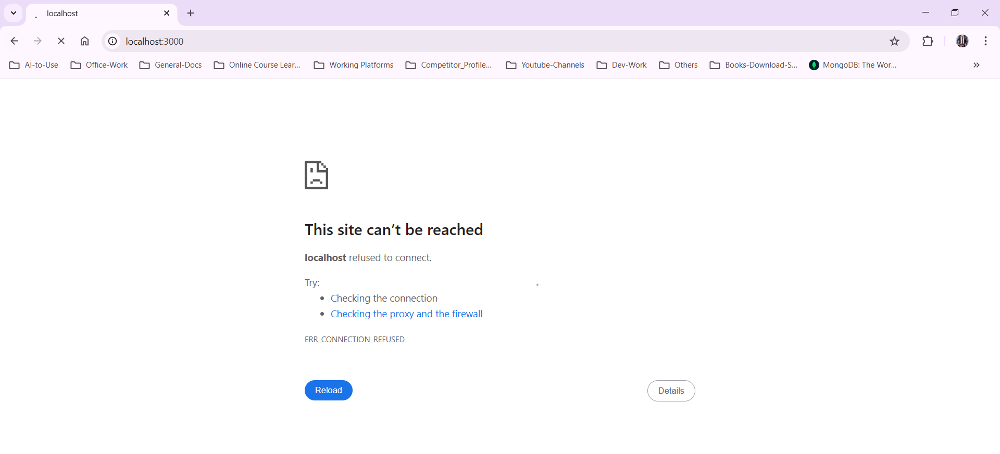 localhost
localhost:3000
AI-to-Use Office-Work General-Docs Online Course Lear... Working Platforms Competitor_Profile... Youtube-Channels Dev-Work Others Books-Download-S... MongoDB: The Wor...
This site can’t be reached
localhost refused to connect.
Try:
Checking the connection
Checking the proxy and the firewall
ERR_CONNECTION_REFUSED
Reload Details